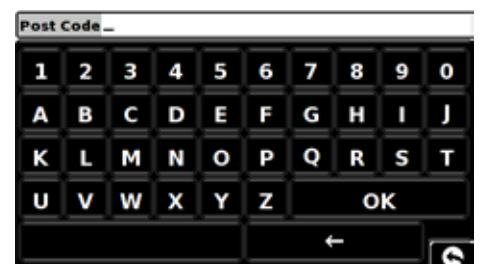 Post Code_
1 2 3 4 5 6 7 8 9 0
A B C D E F G H I J
K L M N O P Q R S T
U V W X Y Z OK
←